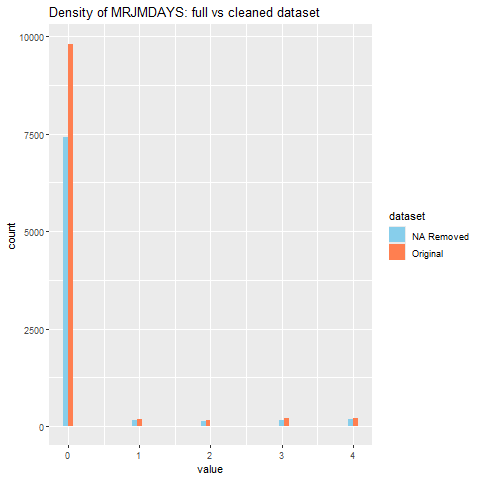 Density of MRJMDAYS: full vs cleaned dataset
10000
7500
5000
2500
0
count
0 1 2 3 4
value
dataset
NA Removed
Original